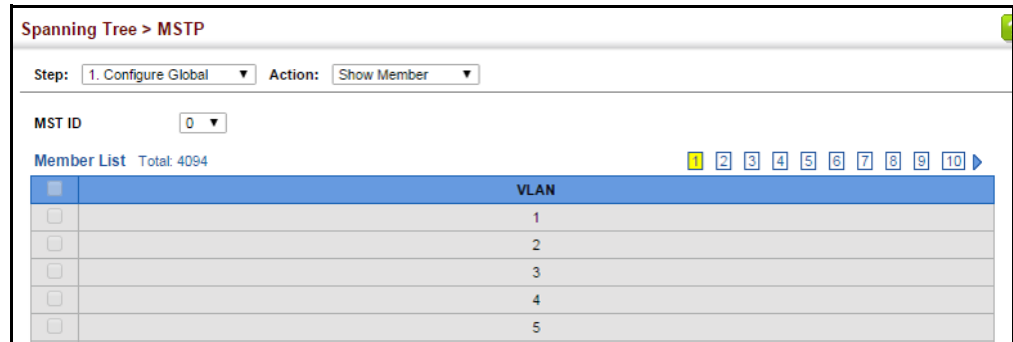 Spanning Tree > MSTP
Step: 1. Configure Global Action: Show Member
MST ID 0
Member List Total: 4094 1 2 3 4 5 6 7 8 9 10
VLAN
1
2
3
4
5